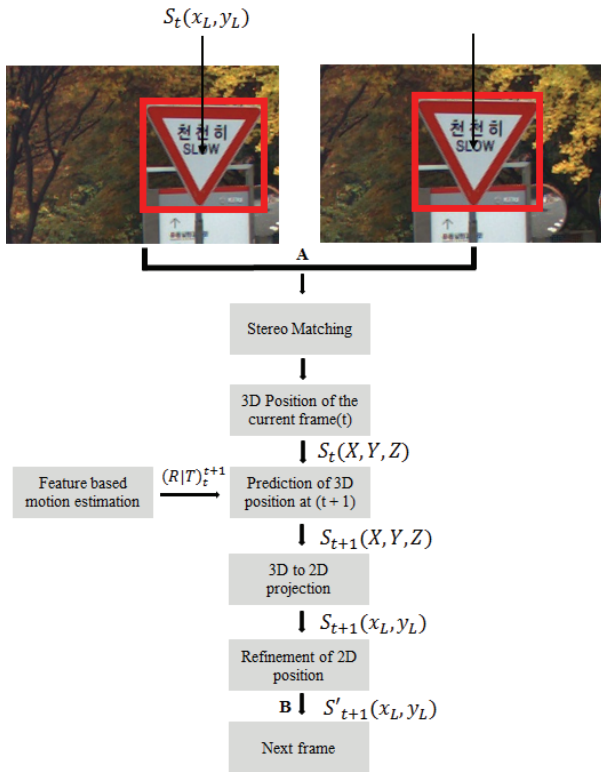 S_t(x_L, y_L)
천천히
SLOW
천천히
SLOW
A
Stereo Matching
3D Position of the
current frame(t)
S_t(X, Y, Z)
Feature based
motion estimation
(R|T)_t^{t+1}
Prediction of 3D
position at (t + 1)
S_{t+1}(X, Y, Z)
3D to 2D
projection
S_{t+1}(x_L, y_L)
Refinement of 2D
position
B
S'_{t+1}(x_L, y_L)
Next frame